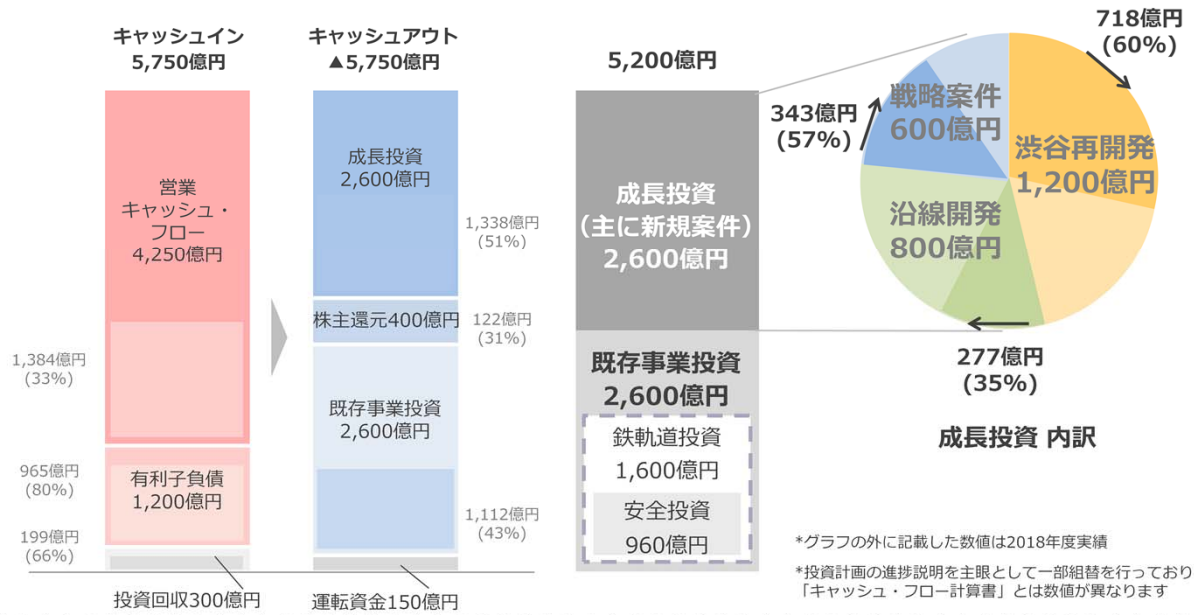 キャッシュイン
5,750億円
キャッシュアウト
▲5,750億円
営業
キャッシュ・
フロー
4,250億円
1,384億円
(33%)
有利子負債
1,200億円
965億円
(80%)
199億円
(66%)
投資回収300億円
成長投資
2,600億円
1,338億円
(51%)
株主還元400億円
122億円
(31%)
既存事業投資
2,600億円
1,112億円
(43%)
運転資金150億円
5,200億円
成長投資
(主に新規案件)
2,600億円
既存事業投資
2,600億円
鉄軌道投資
1,600億円
安全投資
960億円
718億円
(60%)
戦略案件
600億円
343億円
(57%)
渋谷再開発
1,200億円
沿線開発
800億円
277億円
(35%)
成長投資 内訳
*グラフの外に記載した数値は2018年度実績
*投資計画の進捗説明を主眼として一部組替を行っており
「キャッシュ・フロー計算書」とは数値が異なります